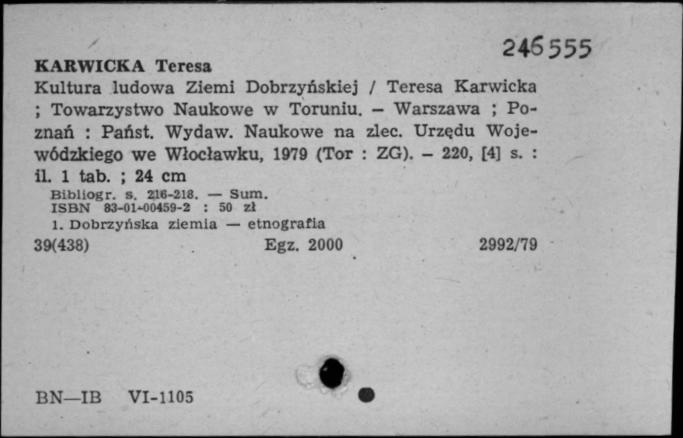 246555
KARWICKA Teresa
Kultura ludowa Ziemi Dobrzyńskiej / Teresa Karwicka
; Towarzystwo Naukowe w Toruniu. — Warszawa ; Po-
znań : Państ. Wydaw. Naukowe na zlec. Urzędu Woje-
wódzkiego we Włocławku, 1979 (Tor : ZG). — 220, [4] s. :
il. 1 tab. ; 24 cm
Bibliogr. s. 216-218. — Sum.
ISBN 83-01-00459-2 : 50 zł
1. Dobrzyńska ziemia — etnografia
39(438) Egz. 2000 2992/79
BN—IB VI-1105